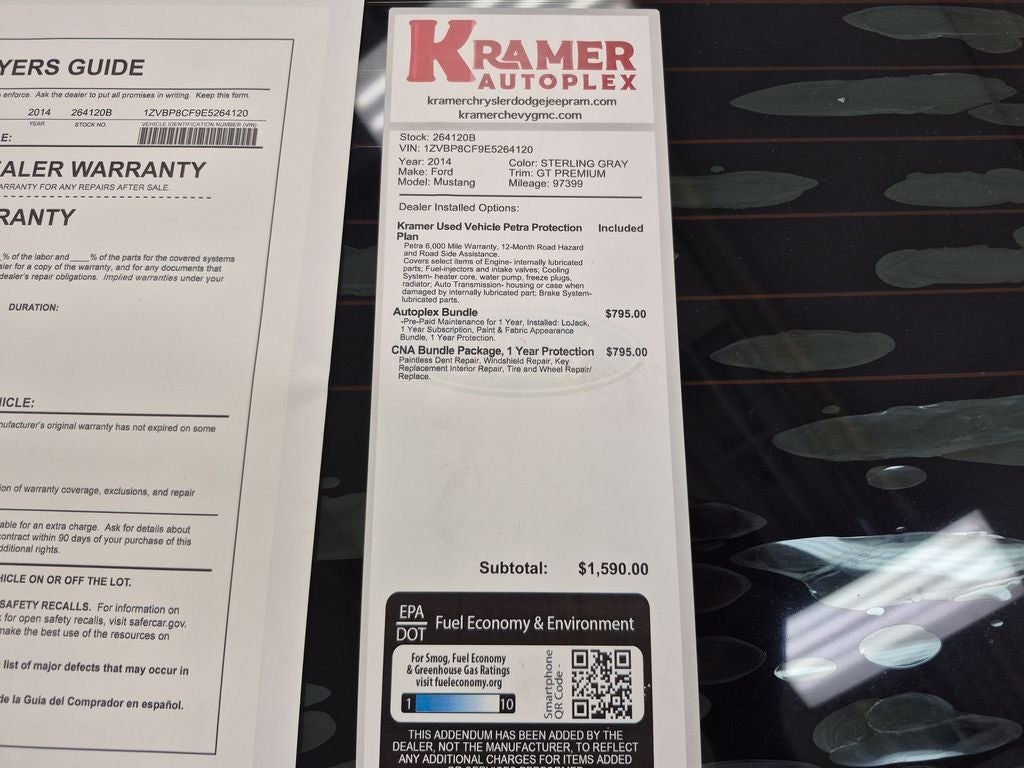 YERS GUIDE
enforce. Ask the dealer to put all promises in writing. Keep this form.
2014 264120B 1ZVBP8CF9E5264120
YEAR STOCK NO. VEHICLE IDENTIFICATION NUMBER (VIN)
E:
ALER WARRANTY
ARRANTY FOR ANY REPAIRS AFTER SALE.
RANTY
% of the labor and ____% of the parts for the covered systems
aler for a copy of the warranty, and for any documents that
dealer's repair obligations. Implied warranties under your
DURATION:
HICLE:
nufacturer's original warranty has not expired on some
on of warranty coverage, exclusions, and repair
able for an extra charge. Ask for details about
contract within 90 days of your purchase of this
dditional rights.
HICLE ON OR OFF THE LOT.
SAFETY RECALLS. For information on
k for open safety recalls, visit safercar.gov.
make the best use of the resources on
list of major defects that may occur in
de la Guía del Comprador en español.
KRAMER
AUTOPLEX
kramerchryslerdodgejeepram.com
kramerchevygmc.com
Stock: 264120B
VIN: 1ZVBP8CF9E5264120
Year: 2014 Color: STERLING GRAY
Make: Ford Trim: GT PREMIUM
Model: Mustang Mileage: 97399
Dealer Installed Options:
Kramer Used Vehicle Petra Protection Included
Plan
Petra 6,000 Mile Warranty, 12-Month Road Hazard
and Road Side Assistance.
Covers select items of Engine- internally lubricated
parts; Fuel-injectors and intake valves; Cooling
System- heater core, water pump, freeze plugs,
radiator; Auto Transmission- housing or case when
damaged by internally lubricated part; Brake System-
lubricated parts.
Autoplex Bundle $795.00
-Pre-Paid Maintenance for 1 Year, Installed: LoJack,
1 Year Subscription, Paint & Fabric Appearance
Bundle, 1 Year Protection.
CNA Bundle Package, 1 Year Protection $795.00
Paintless Dent Repair, Windshield Repair, Key
Replacement Interior Repair, Tire and Wheel Repair/
Replace.
Subtotal: $1,590.00
EPA
DOT Fuel Economy & Environment
For Smog, Fuel Economy
& Greenhouse Gas Ratings
visit fueleconomy.org
1 10
Smartphone
QR Code -
THIS ADDENDUM HAS BEEN ADDED BY THE
DEALER, NOT THE MANUFACTURER, TO REFLECT
ANY ADDITIONAL CHARGES FOR ITEMS ADDED